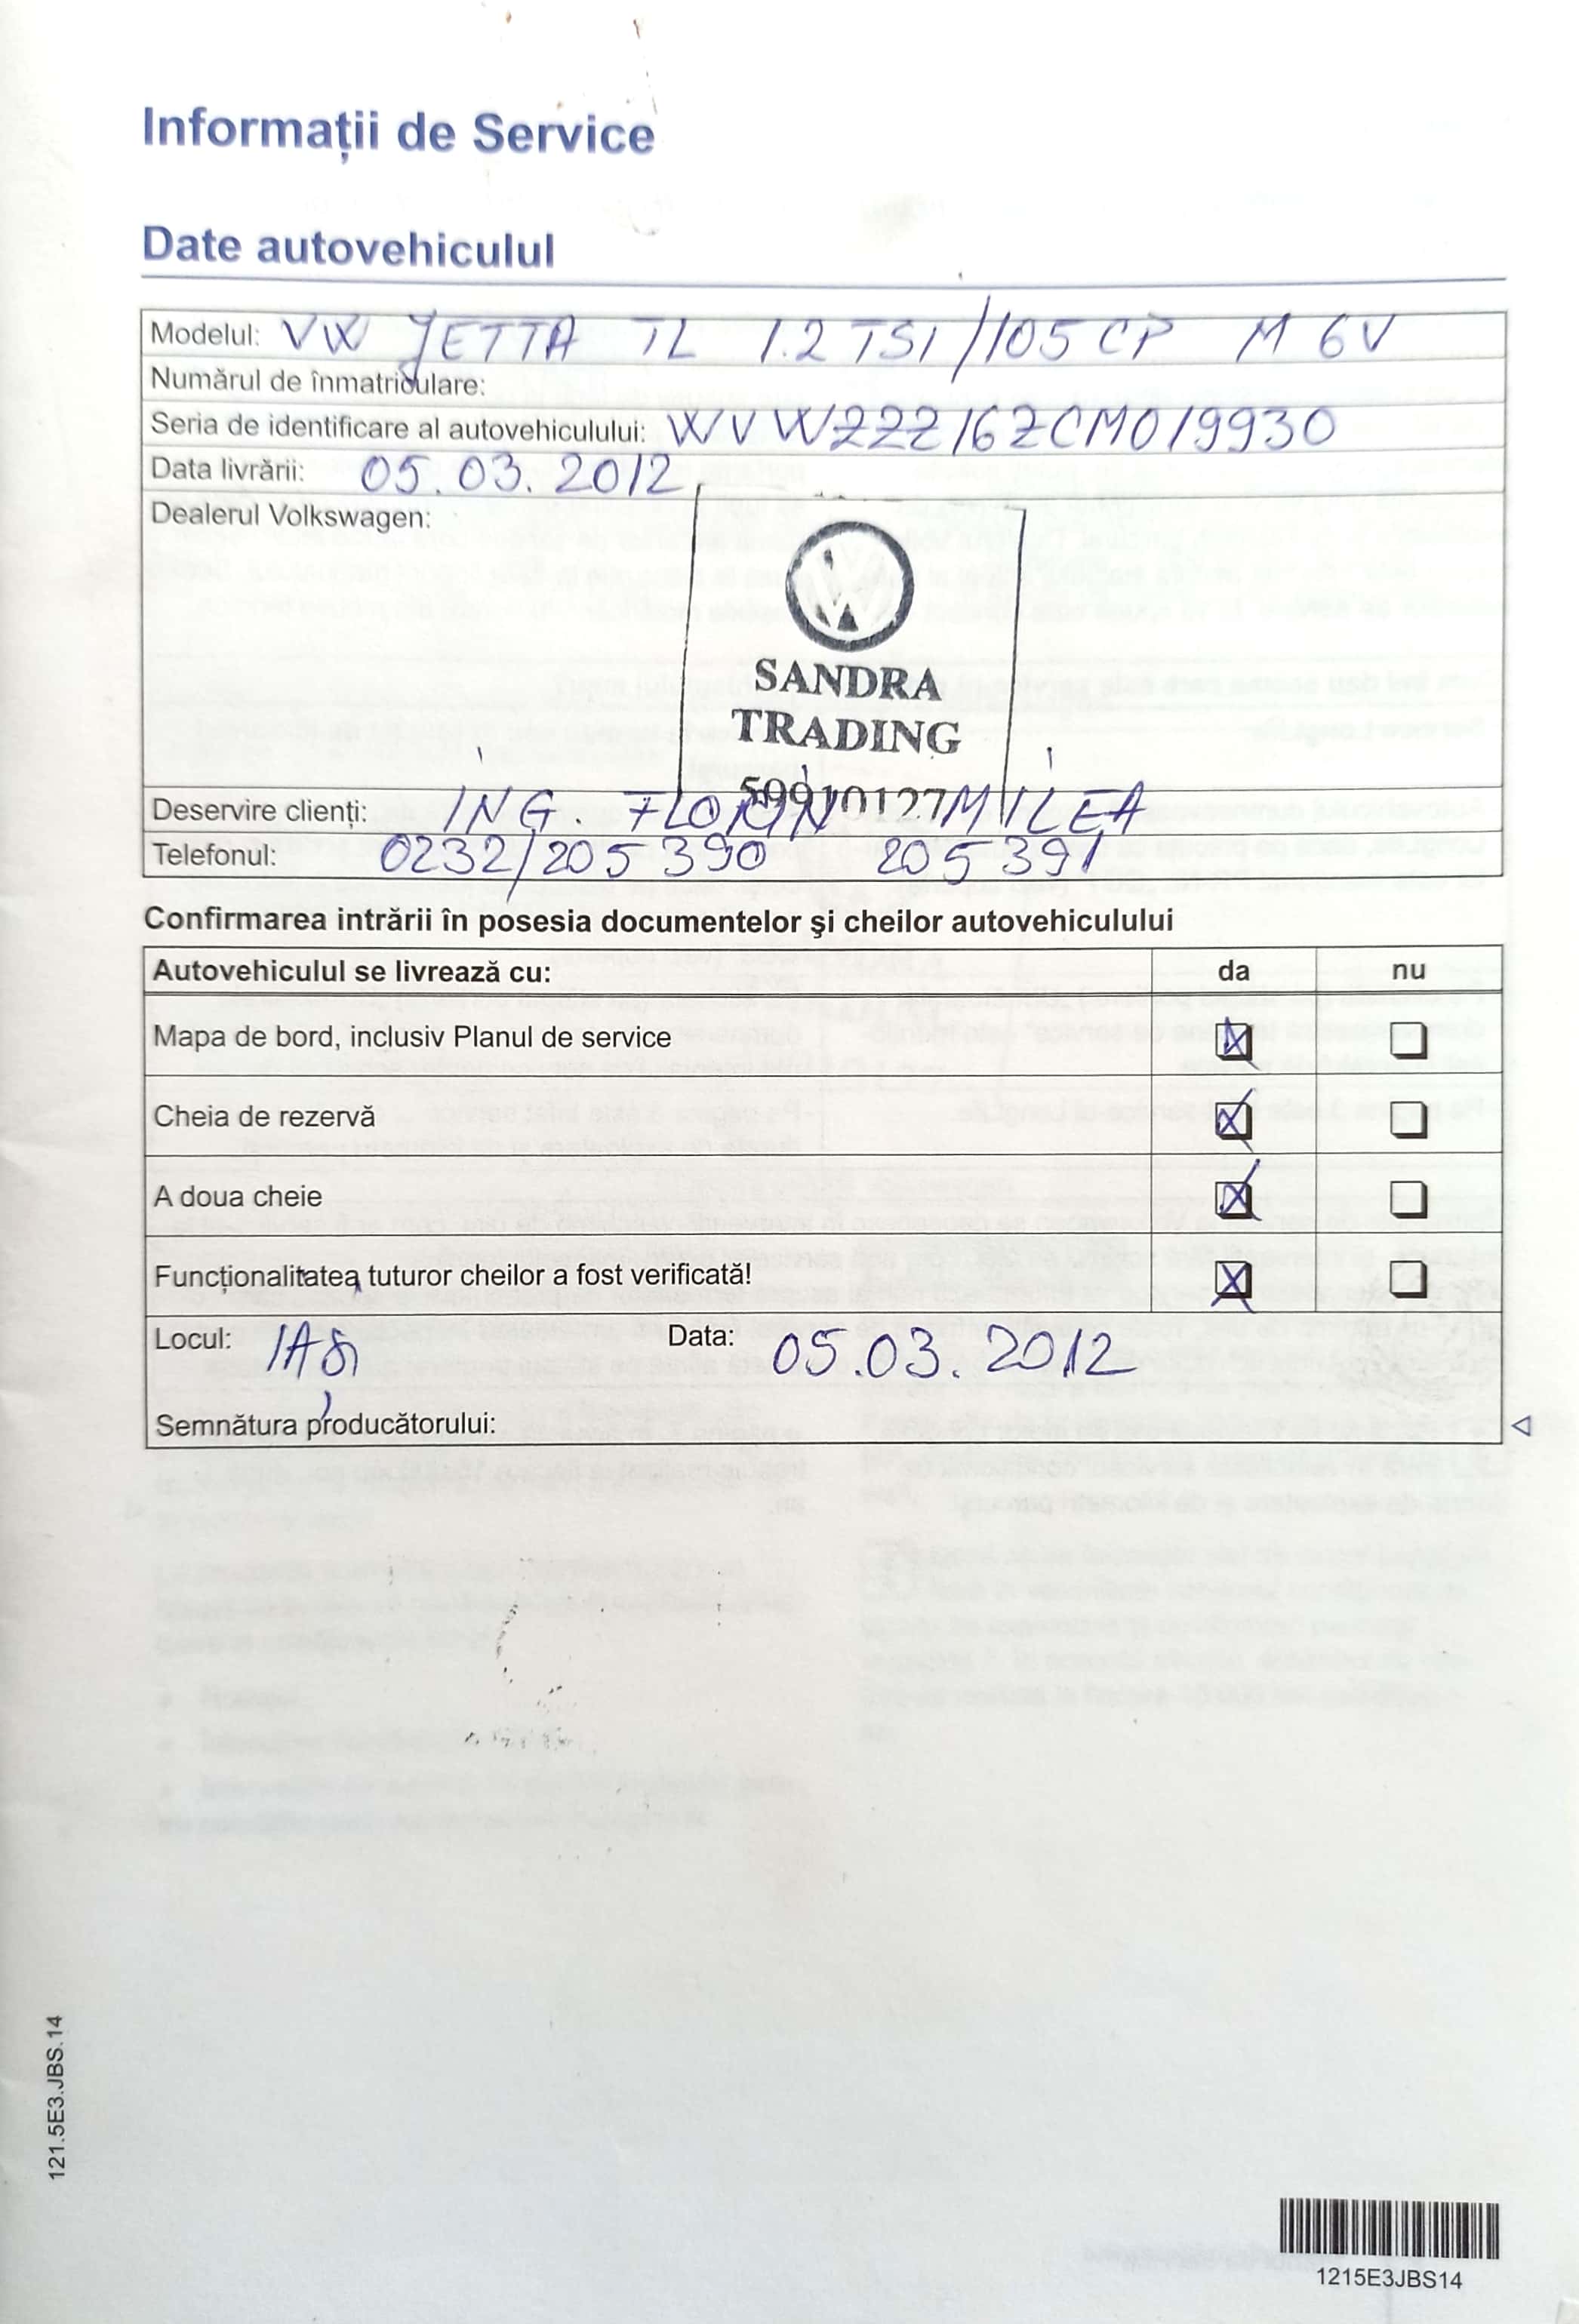 Informații de Service
Date autovehiculul
Modelul: VW JETTA TL 1.2 TSI/105 CP M 6V
Numărul de înmatriculare:
Seria de identificare al autovehiculului: WVWZZZ16ZCM019930
Data livrării: 05.03.2012
Dealerul Volkswagen:
SANDRA
TRADING
59910127
Deservire clienți: ING. FLORIN MILEA
Telefonul: 0232/205390 205391
Confirmarea intrării în posesia documentelor şi cheilor autovehiculului
Autovehiculul se livrează cu: da nu
Mapa de bord, inclusiv Planul de service
Cheia de rezervă
A doua cheie
Funcționalitatea tuturor cheilor a fost verificată!
Locul: IAȘI Data: 05.03.2012
Semnătura producătorului:
121.5E3.JBS.14
1215E3JBS14